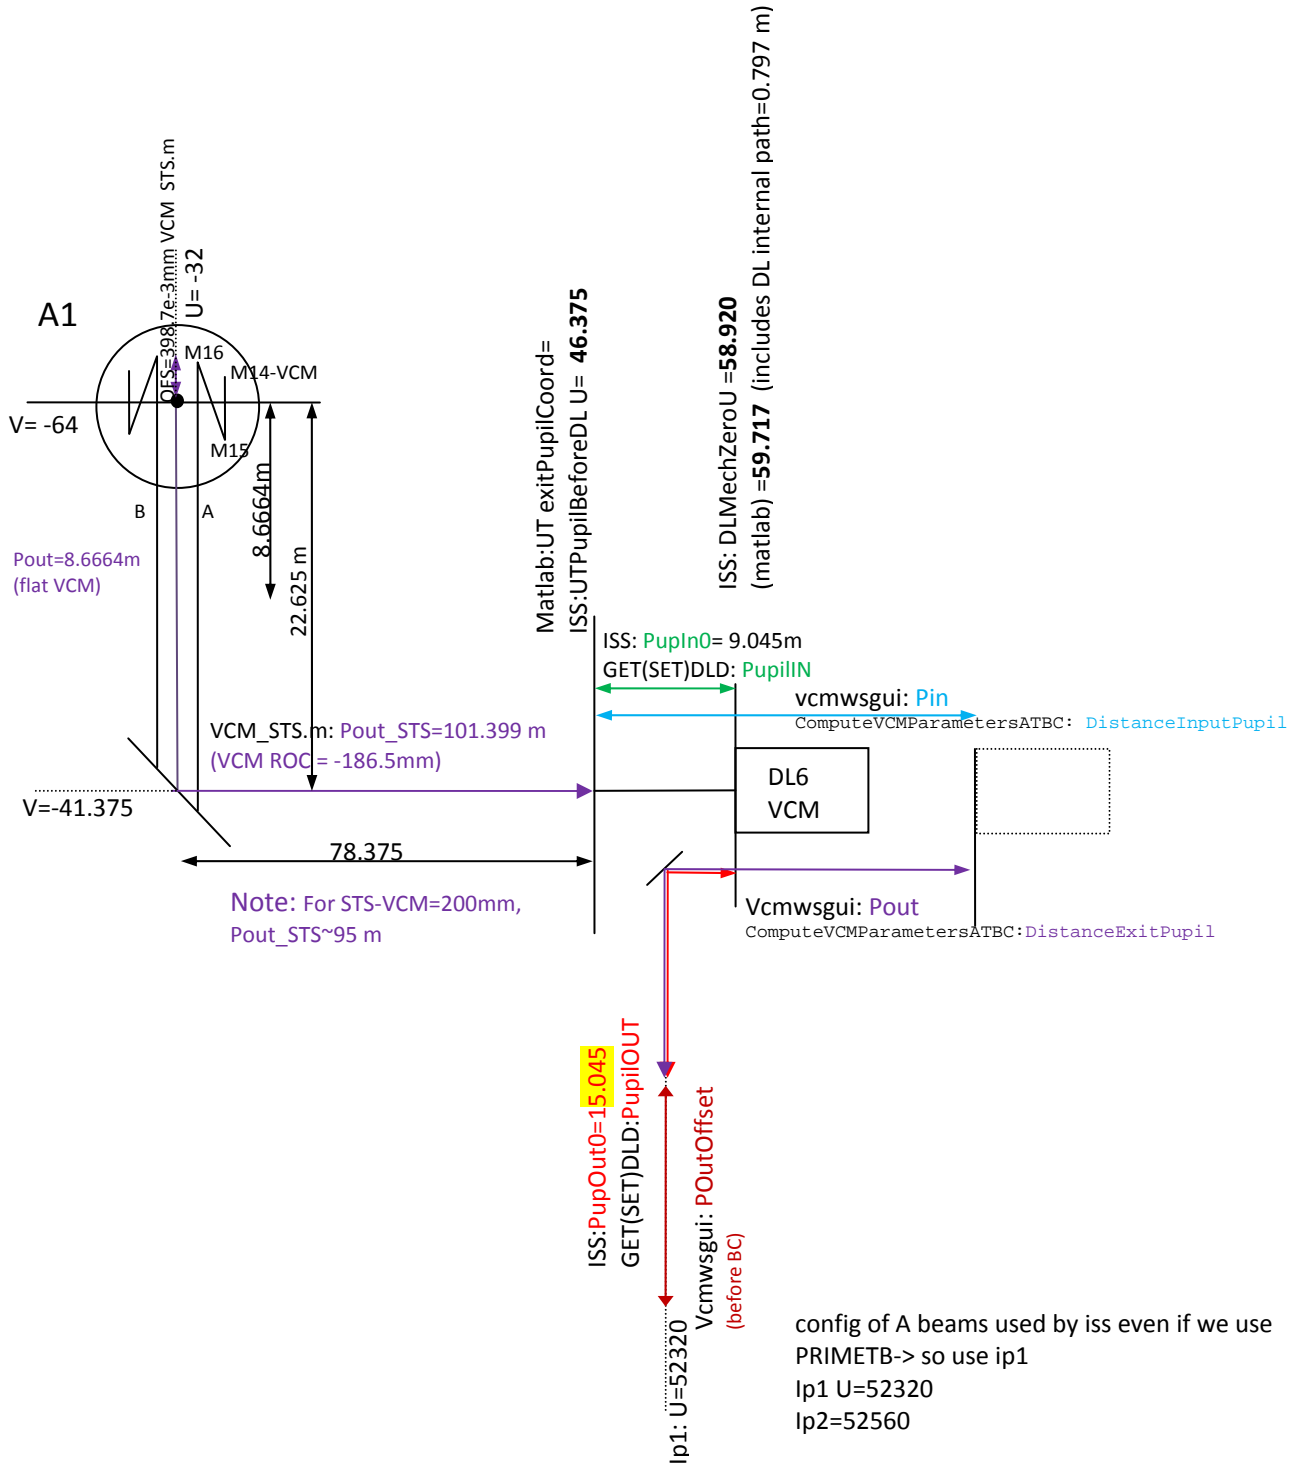 OFS=398.7e-3mm VCM STS.m
U= -32
A1
M16
M14-VCM
V= -64
M15
B
A
8.6664m
22.625 m
Pout=8.6664m
(flat VCM)
Matlab:UT exitPupilCoord=
ISS:UTPupilBeforeDL U= 46.375
ISS: DLMechZeroU =58.920
(matlab) =59.717 (includes DL internal path=0.797 m)
ISS: PupIn0= 9.045m
GET(SET)DLD: PupilIN
vcmwsgui: Pin
ComputeVCMParametersATBC: DistanceInputPupil
VCM_STS.m: Pout_STS=101.399 m
(VCM ROC = -186.5mm)
DL6
VCM
V=-41.375
78.375
Note: For STS-VCM=200mm,
Pout_STS~95 m
Vcmwsgui: Pout
ComputeVCMParametersATBC:DistanceExitPupil
ISS:PupOut0=15.045
GET(SET)DLD:PupilOUT
Vcmwsgui: POutOffset
(before BC)
Ip1: U=52320
config of A beams used by iss even if we use
PRIMETB-> so use ip1
Ip1 U=52320
Ip2=52560